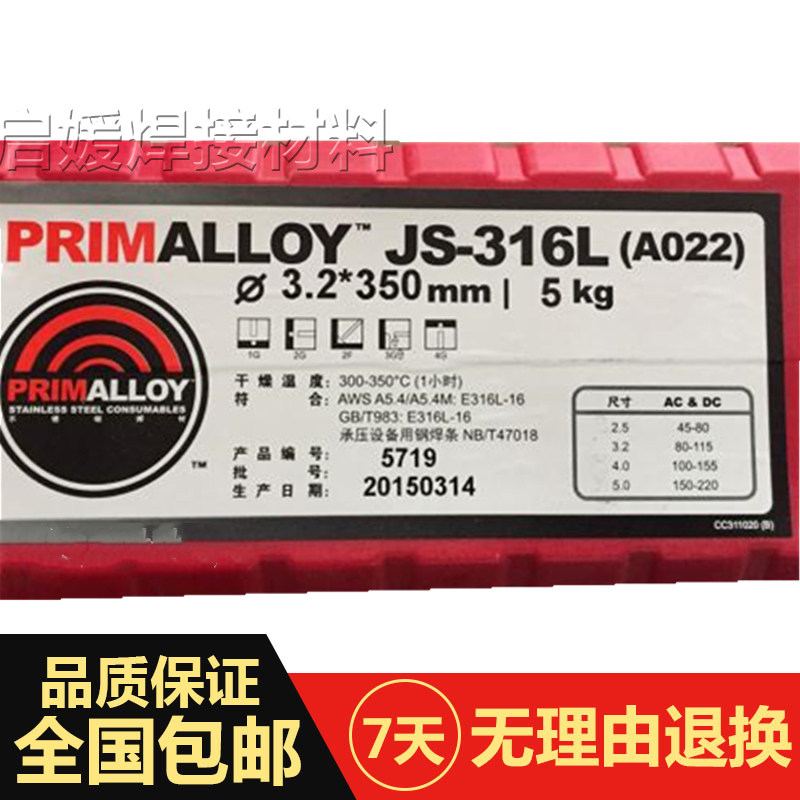 启媛焊接材料
PRIMALLOY™ JS-316L (A022)
Ø 3.2*350mm | 5kg
1G 2G 2F 3G 4G
PRIMALLOY
STAINLESS STEEL CONSUMABLES
™
干燥温度: 300-350°C (1小时)
符合: AWS A5.4/A5.4M: E316L-16
GB/T983: E316L-16
承压设备用钢焊条 NB/T47018
产品编号: 5719
批号:
生产日期: 20150314
尺寸 AC & DC
2.5 45-80
3.2 80-115
4.0 100-155
5.0 150-220
CC311020 (B)
品质保证
全国包邮
7天无理由退换